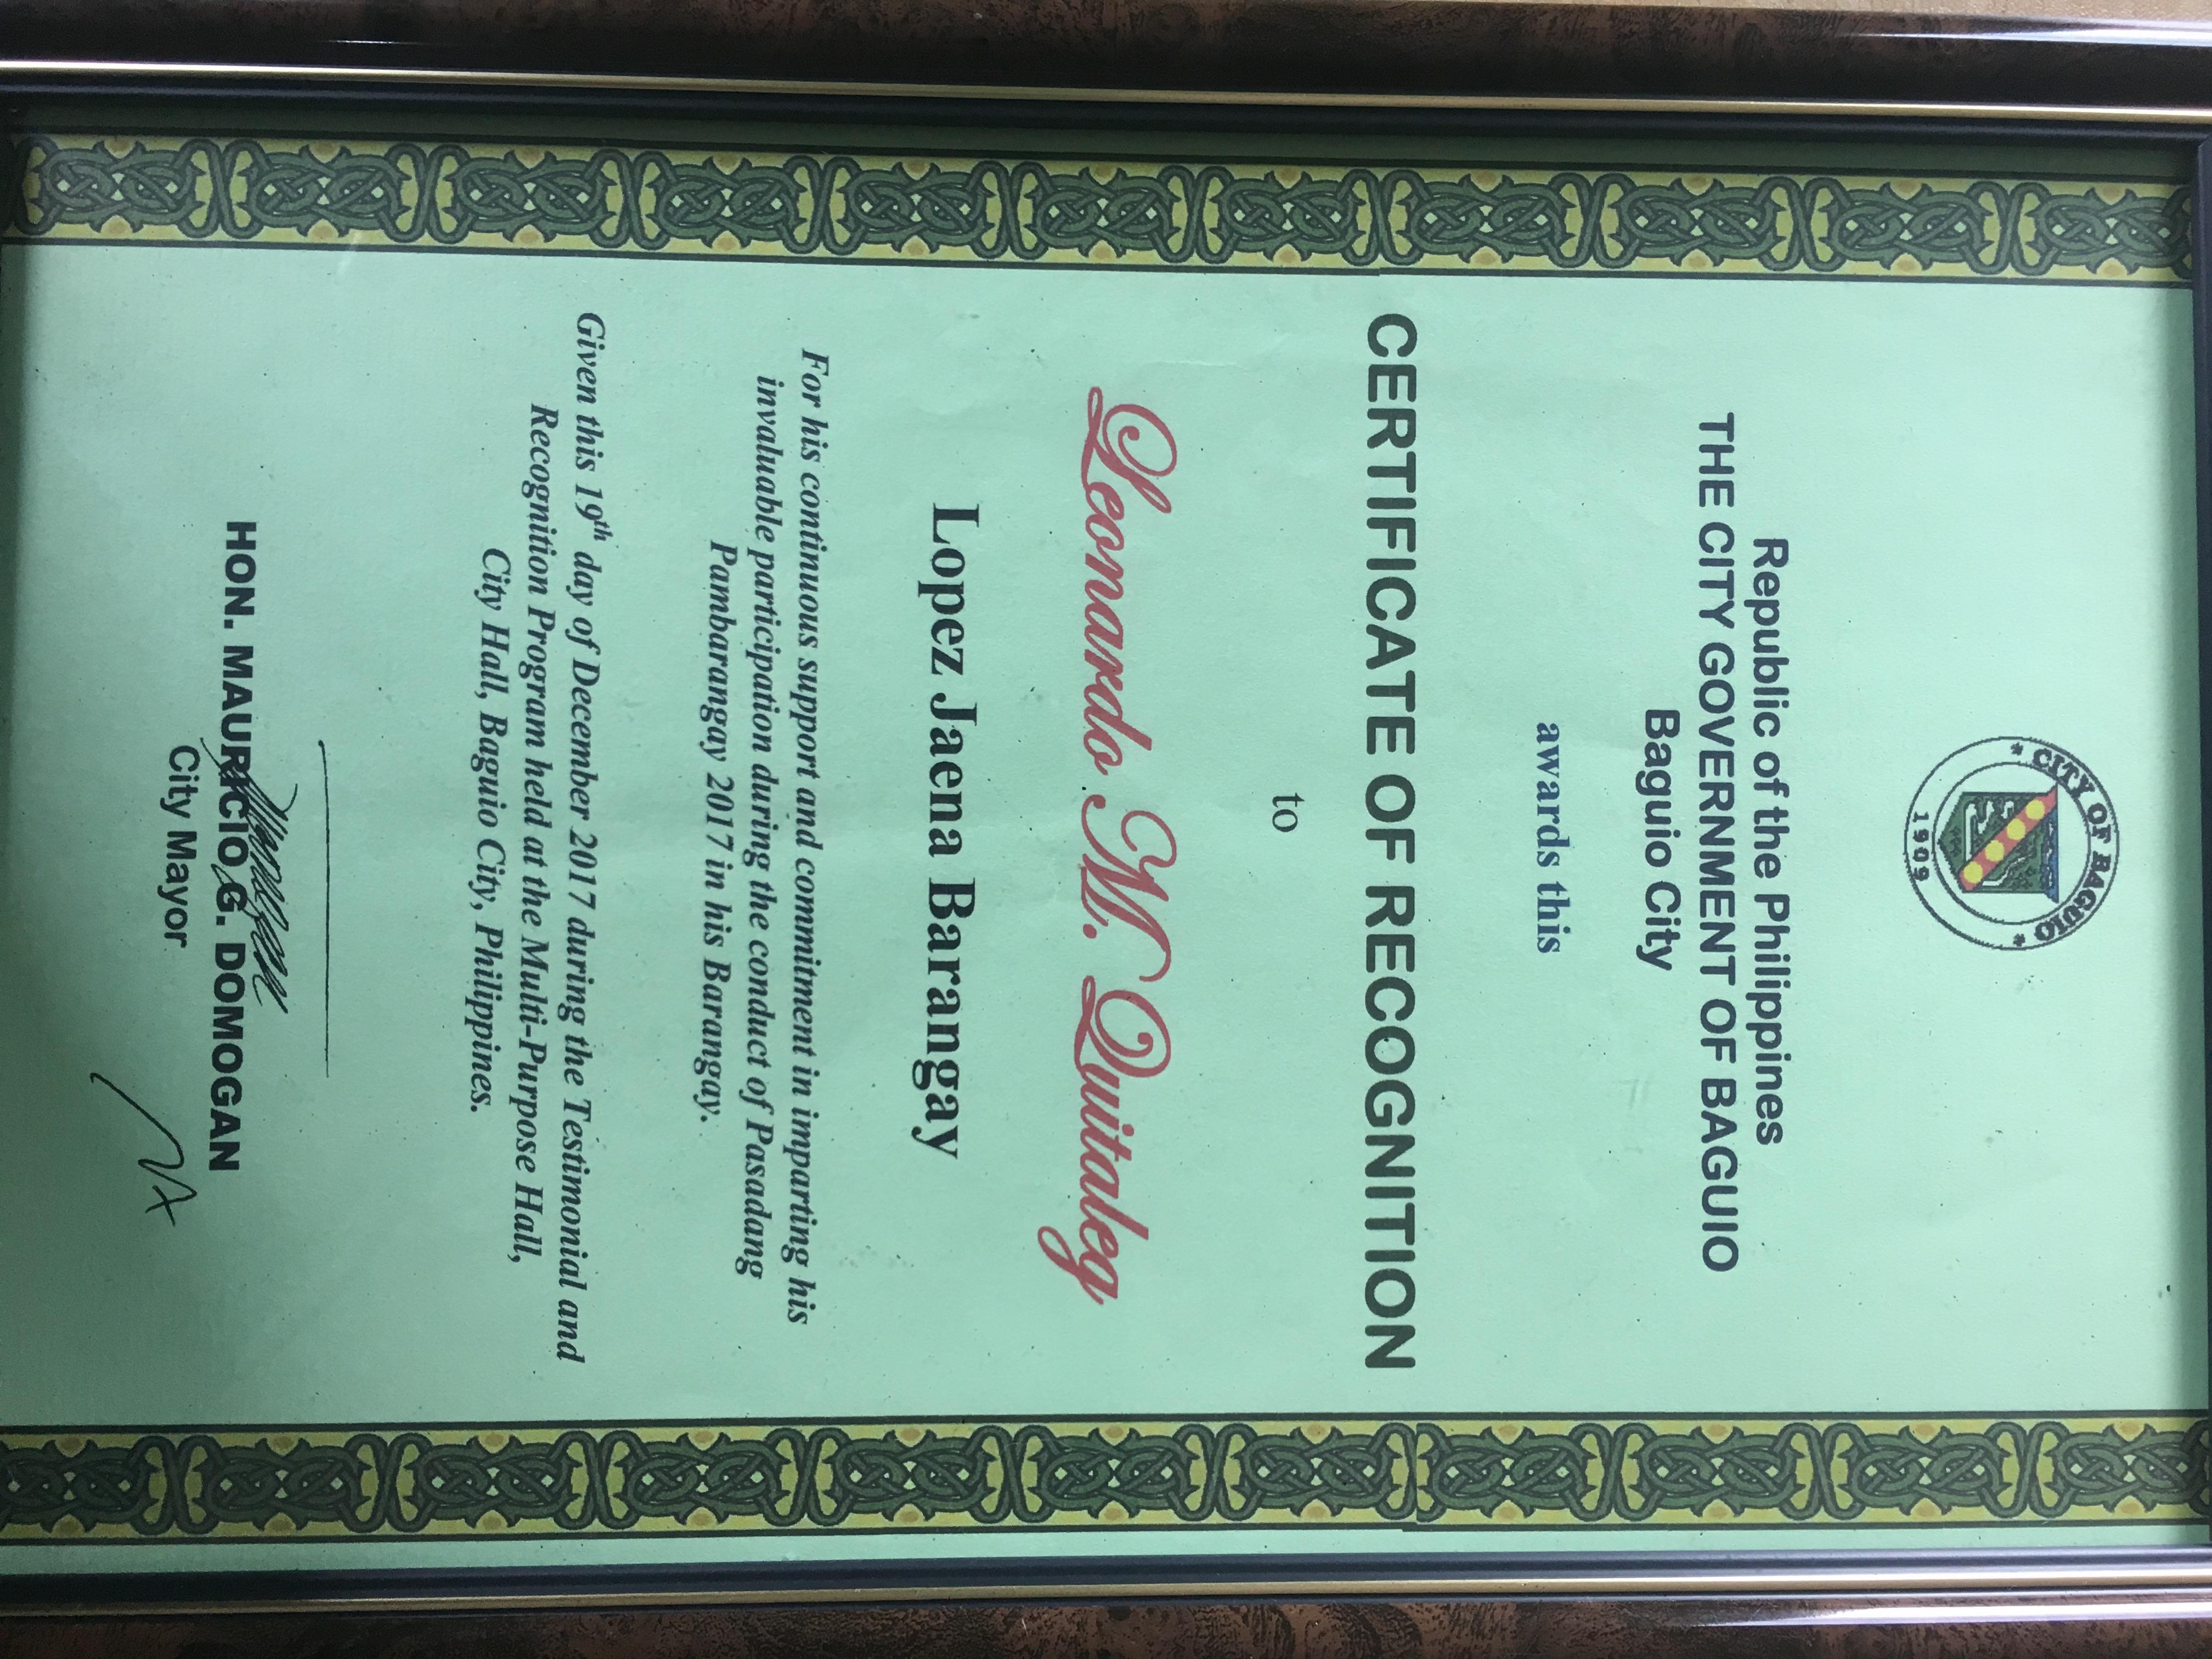 CITY OF BAGUIO
1909
Republic of the Philippines
THE CITY GOVERNMENT OF BAGUIO
Baguio City
awards this
CERTIFICATE OF RECOGNITION
to
Leonardo M. Quitaleg
Lopez Jaena Barangay
For his continuous support and commitment in imparting his
invaluable participation during the conduct of Pasadang
Pambarangay 2017 in his Barangay.
Given this 19th day of December 2017 during the Testimonial and
Recognition Program held at the Multi-Purpose Hall,
City Hall, Baguio City, Philippines.
HON. MAURICIO G. DOMOGAN
City Mayor